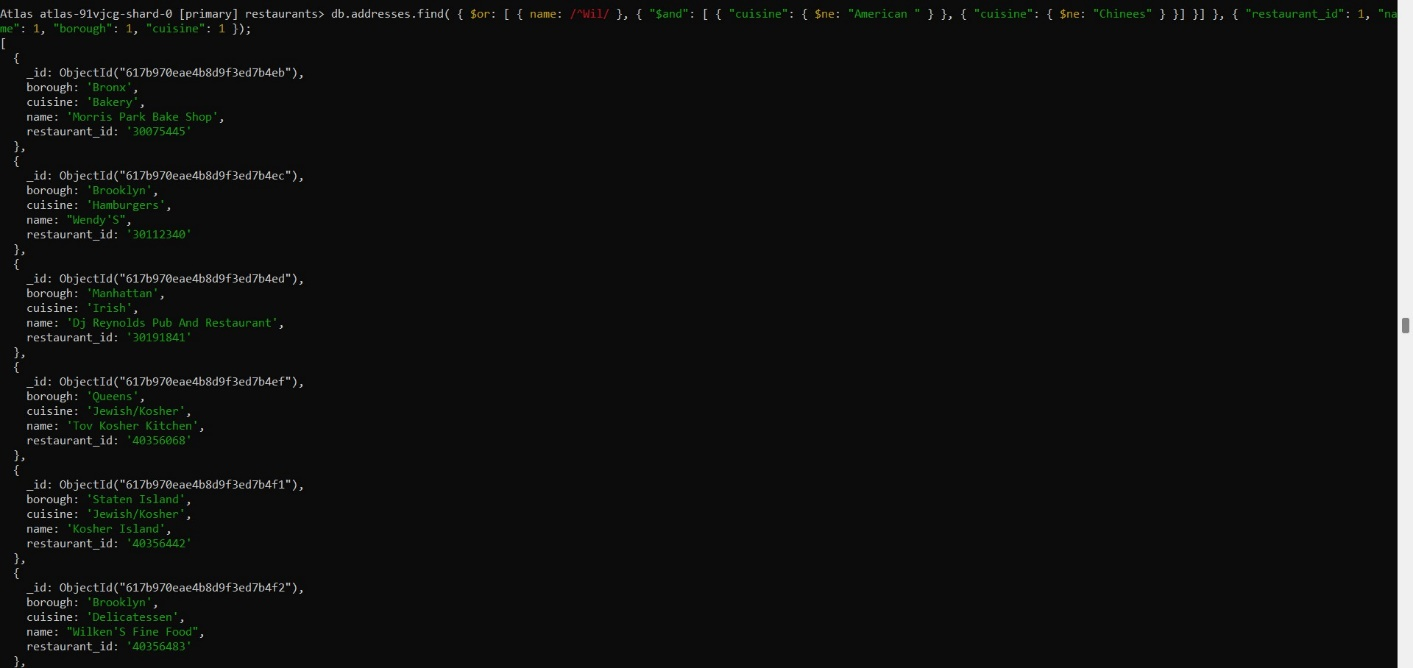 Atlas atlas-91vjcg-shard-0 [primary] restaurants> db.addresses.find( { $or: [ { name: /^Wil/ }, { "$and": [ { "cuisine": { $ne: "American " } }, { "cuisine": { $ne: "Chinees" } }] }] }, { "restaurant_id": 1, "na
me": 1, "borough": 1, "cuisine": 1 });
[
  {
    _id: ObjectId("617b970eae4b8d9f3ed7b4eb"),
    borough: 'Bronx',
    cuisine: 'Bakery',
    name: 'Morris Park Bake Shop',
    restaurant_id: '30075445'
  },
  {
    _id: ObjectId("617b970eae4b8d9f3ed7b4ec"),
    borough: 'Brooklyn',
    cuisine: 'Hamburgers',
    name: "Wendy'S",
    restaurant_id: '30112340'
  },
  {
    _id: ObjectId("617b970eae4b8d9f3ed7b4ed"),
    borough: 'Manhattan',
    cuisine: 'Irish',
    name: 'Dj Reynolds Pub And Restaurant',
    restaurant_id: '30191841'
  },
  {
    _id: ObjectId("617b970eae4b8d9f3ed7b4ef"),
    borough: 'Queens',
    cuisine: 'Jewish/Kosher',
    name: 'Tov Kosher Kitchen',
    restaurant_id: '40356068'
  },
  {
    _id: ObjectId("617b970eae4b8d9f3ed7b4f1"),
    borough: 'Staten Island',
    cuisine: 'Jewish/Kosher',
    name: 'Kosher Island',
    restaurant_id: '40356442'
  },
  {
    _id: ObjectId("617b970eae4b8d9f3ed7b4f2"),
    borough: 'Brooklyn',
    cuisine: 'Delicatessen',
    name: "Wilken'S Fine Food",
    restaurant_id: '40356483'
  },